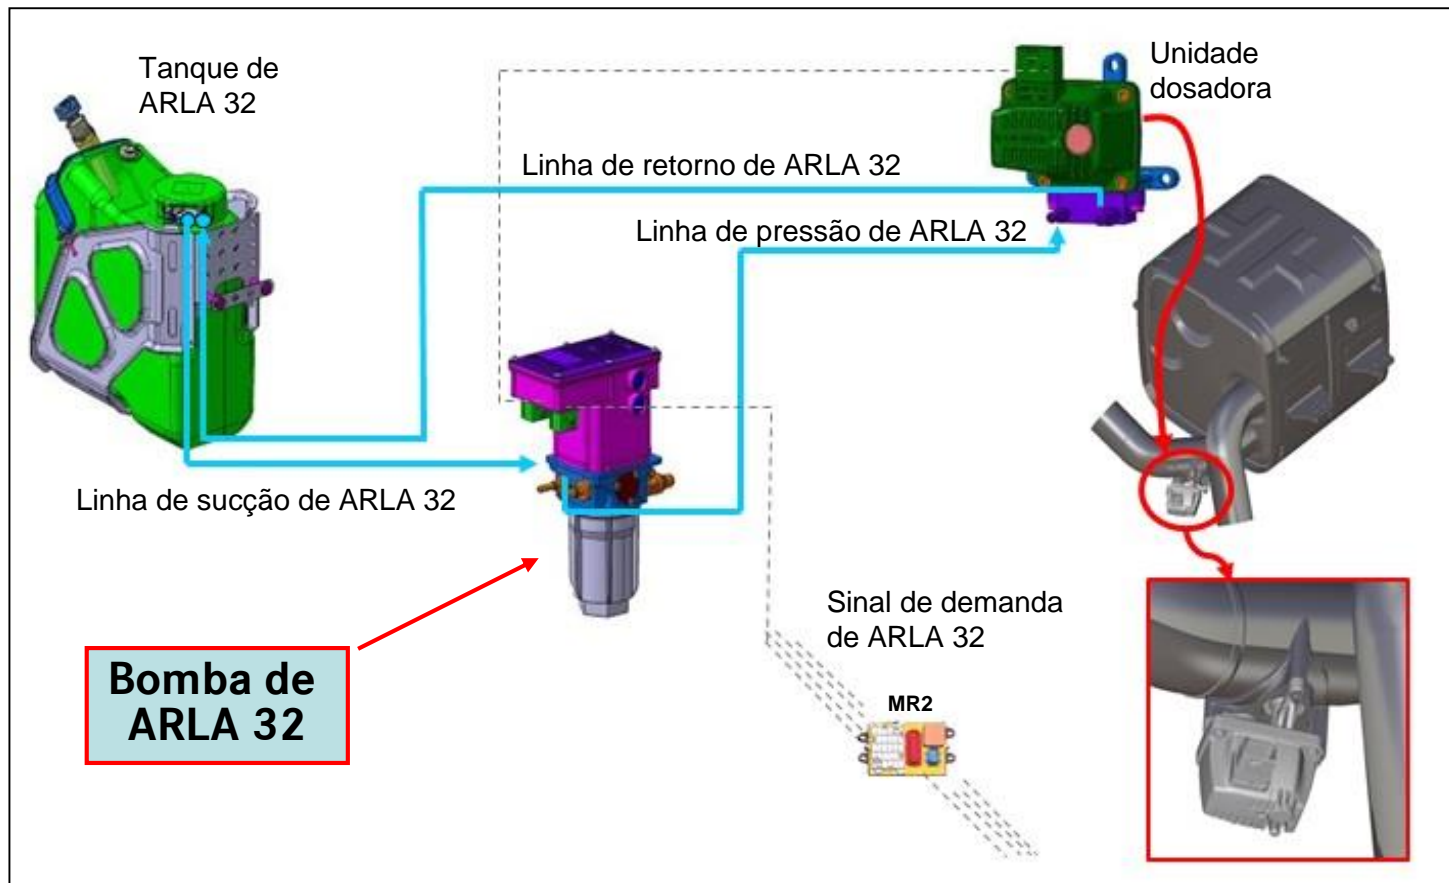 Tanque de
ARLA 32
Unidade
dosadora
Linha de retorno de ARLA 32
Linha de pressão de ARLA 32
Linha de sucção de ARLA 32
Bomba de
ARLA 32
Sinal de demanda
de ARLA 32
MR2